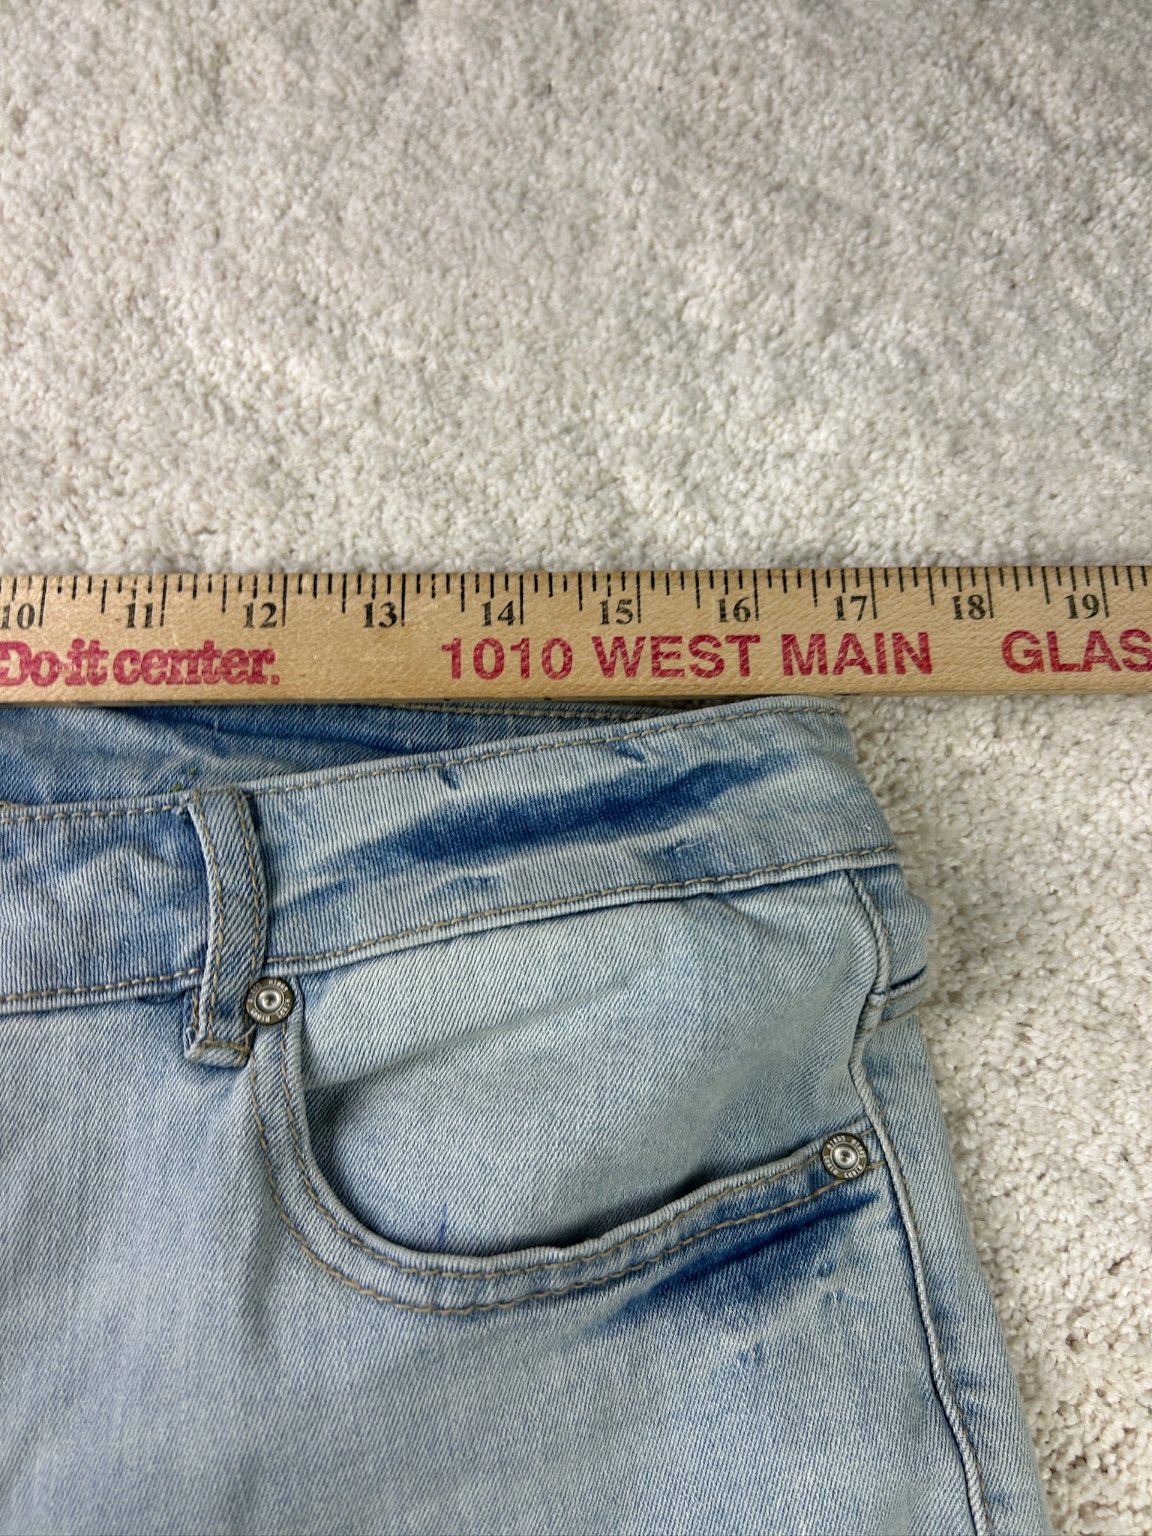 10 11 12 13 14 15 16 17 18 19
Do-it center. 1010 WEST MAIN GLAS